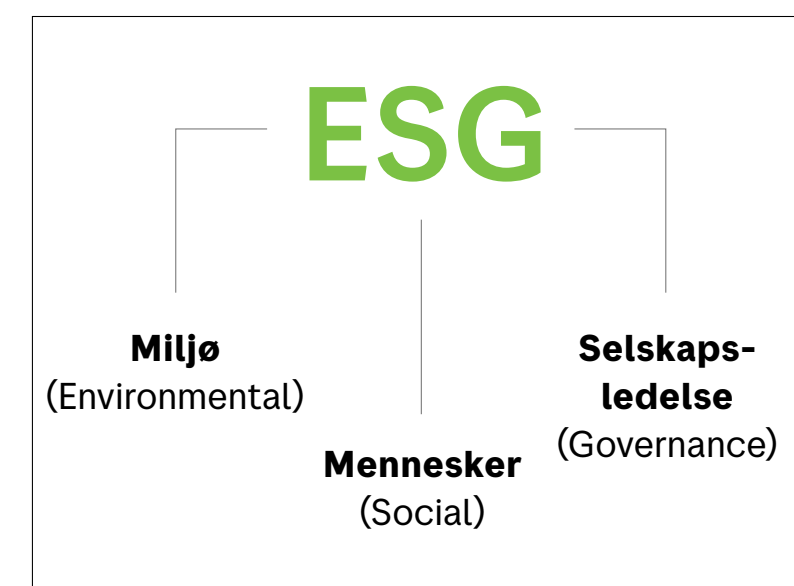 ESG
Miljø
(Environmental)
Mennesker
(Social)
Selskaps-
ledelse
(Governance)